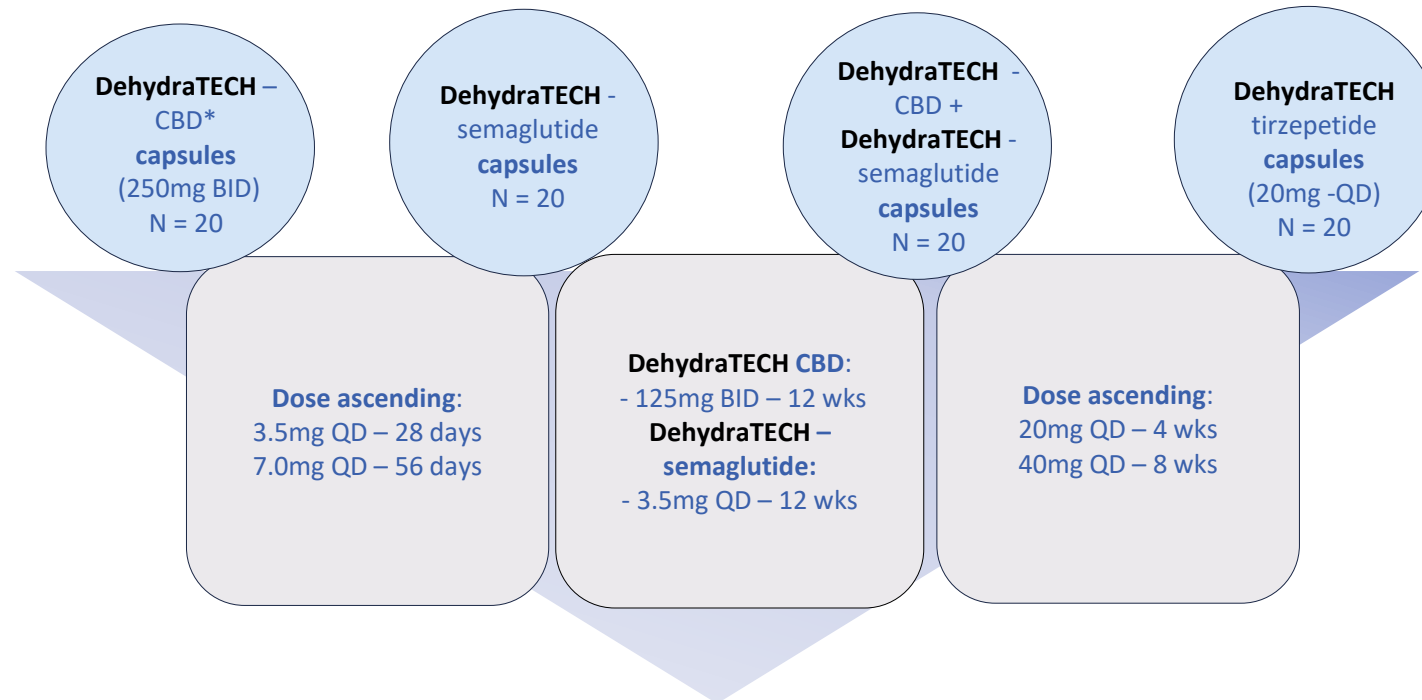 DehydraTECH –
CBD*
capsules
(250mg BID)
N = 20
DehydraTECH -
semaglutide
capsules
N = 20
DehydraTECH -
CBD +
DehydraTECH -
semaglutide
capsules
N = 20
DehydraTECH
tirzepetide
capsules
(20mg -QD)
N = 20
Dose ascending:
3.5mg QD – 28 days
7.0mg QD – 56 days
DehydraTECH CBD:
- 125mg BID – 12 wks
DehydraTECH –
semaglutide:
- 3.5mg QD – 12 wks
Dose ascending:
20mg QD – 4 wks
40mg QD – 8 wks